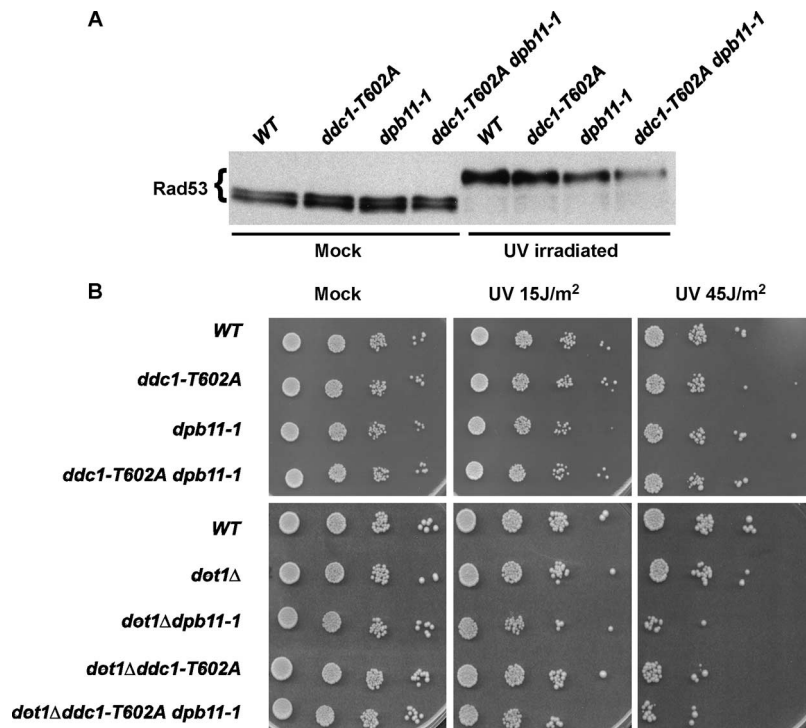 A
WT
ddc1-T602A
dpb11-1
ddc1-T602A dpb11-1
WT
ddc1-T602A
dpb11-1
ddc1-T602A dpb11-1
Rad53 {
Mock
UV irradiated
B
Mock
UV 15J/m²
UV 45J/m²
WT
ddc1-T602A
dpb11-1
ddc1-T602A dpb11-1
WT
dot1Δ
dot1Δdpb11-1
dot1Δddc1-T602A
dot1Δddc1-T602A dpb11-1